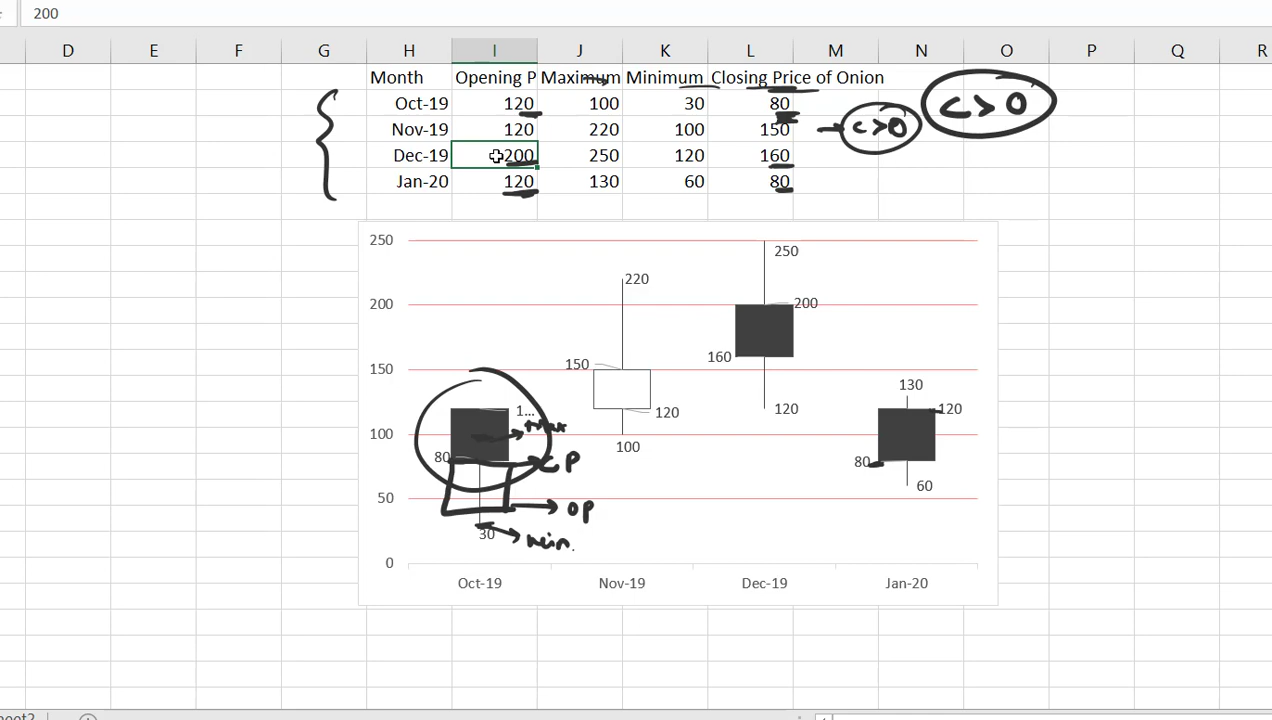 200
D E F G H I J K L M N O P Q R
Month Opening P Maximum Minimum Closing Price of Onion
Oct-19 120 100 30 80
Nov-19 120 220 100 150
Dec-19 200 250 120 160
Jan-20 120 130 60 80
C > O
C > O
250
250
220
200
200
150
150
160
130
1...
120
120
120
Max
100
100
80
CP
80
60
50
OP
30
Min.
0
Oct-19 Nov-19 Dec-19 Jan-20